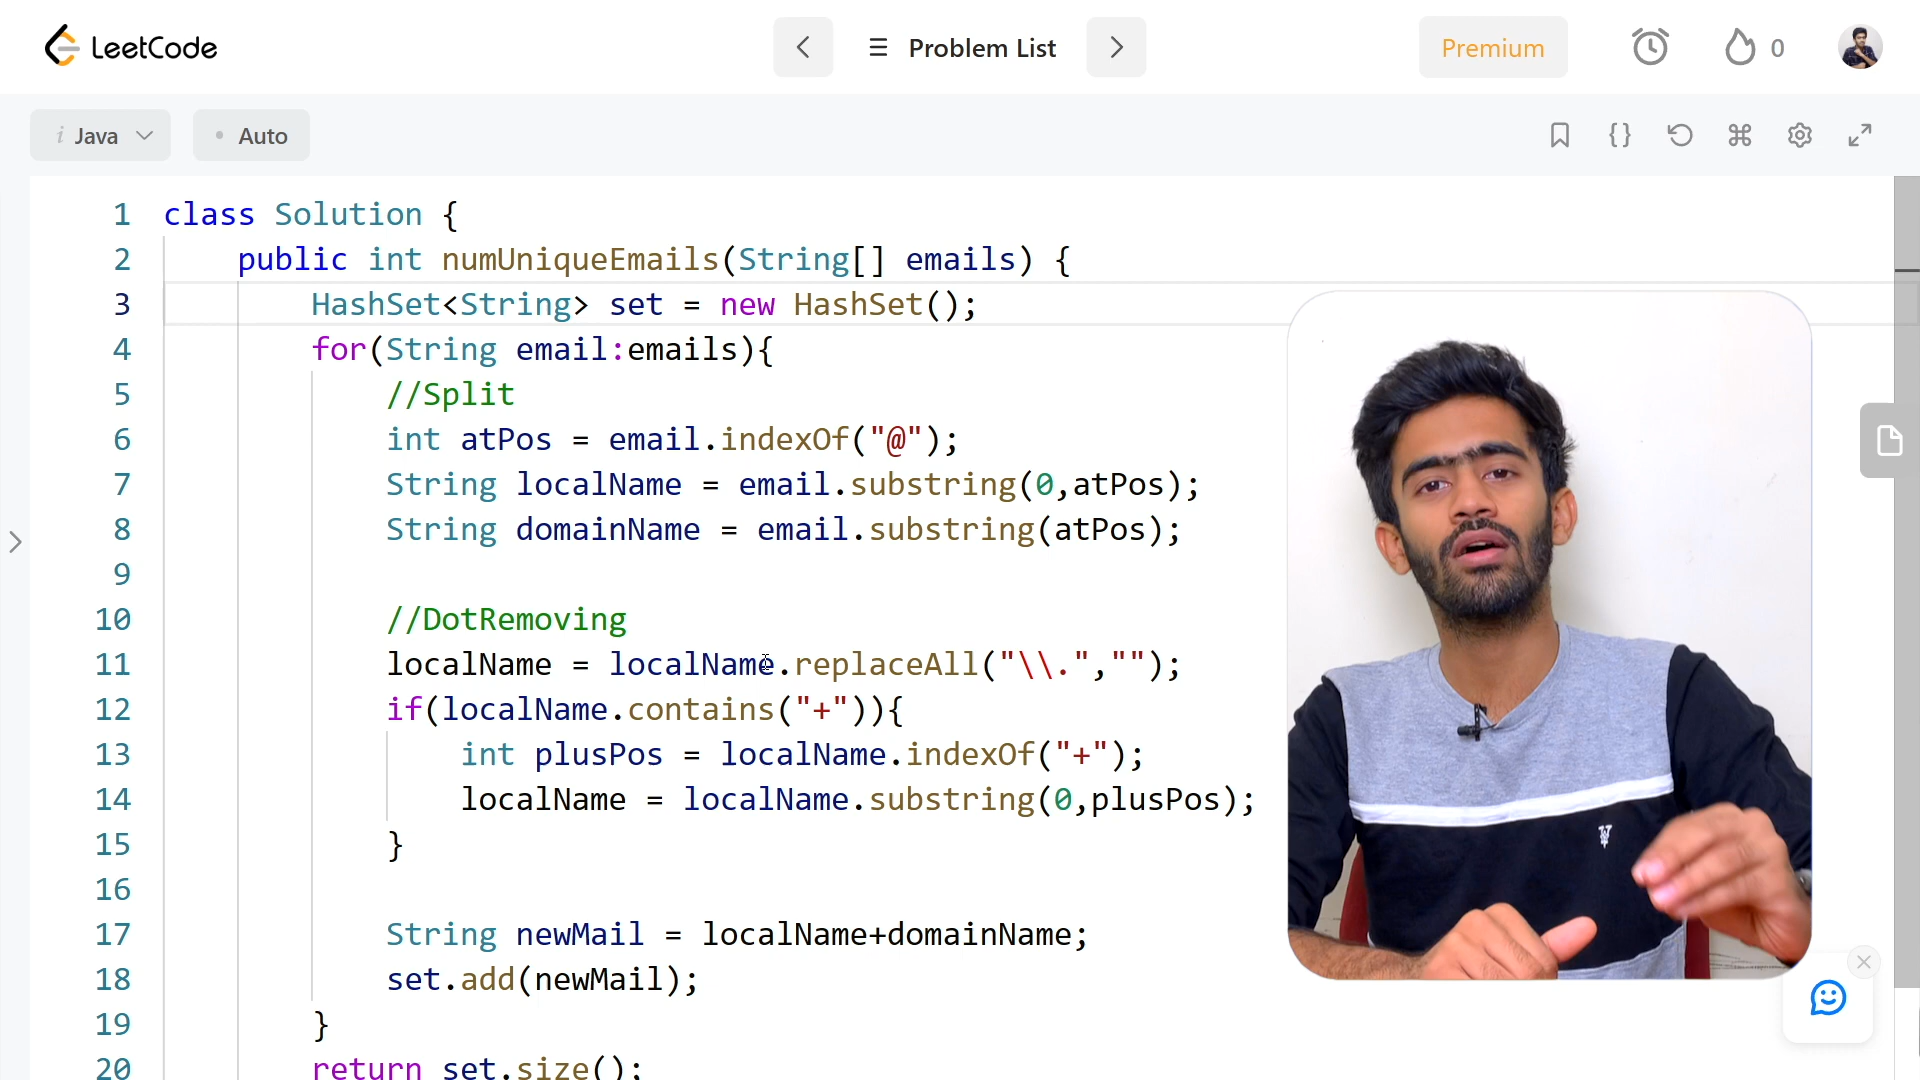 LeetCode
Problem List
Premium
0
i Java
Auto
1 class Solution {
2 public int numUniqueEmails(String[] emails) {
3 HashSet<String> set = new HashSet();
4 for(String email:emails){
5 //Split
6 int atPos = email.indexOf("@");
7 String localName = email.substring(0,atPos);
8 String domainName = email.substring(atPos);
9
10 //DotRemoving
11 localName = localName.replaceAll("\\.","");
12 if(localName.contains("+")){
13 int plusPos = localName.indexOf("+");
14 localName = localName.substring(0,plusPos);
15 }
16
17 String newMail = localName+domainName;
18 set.add(newMail);
19 }
20 return set.size();